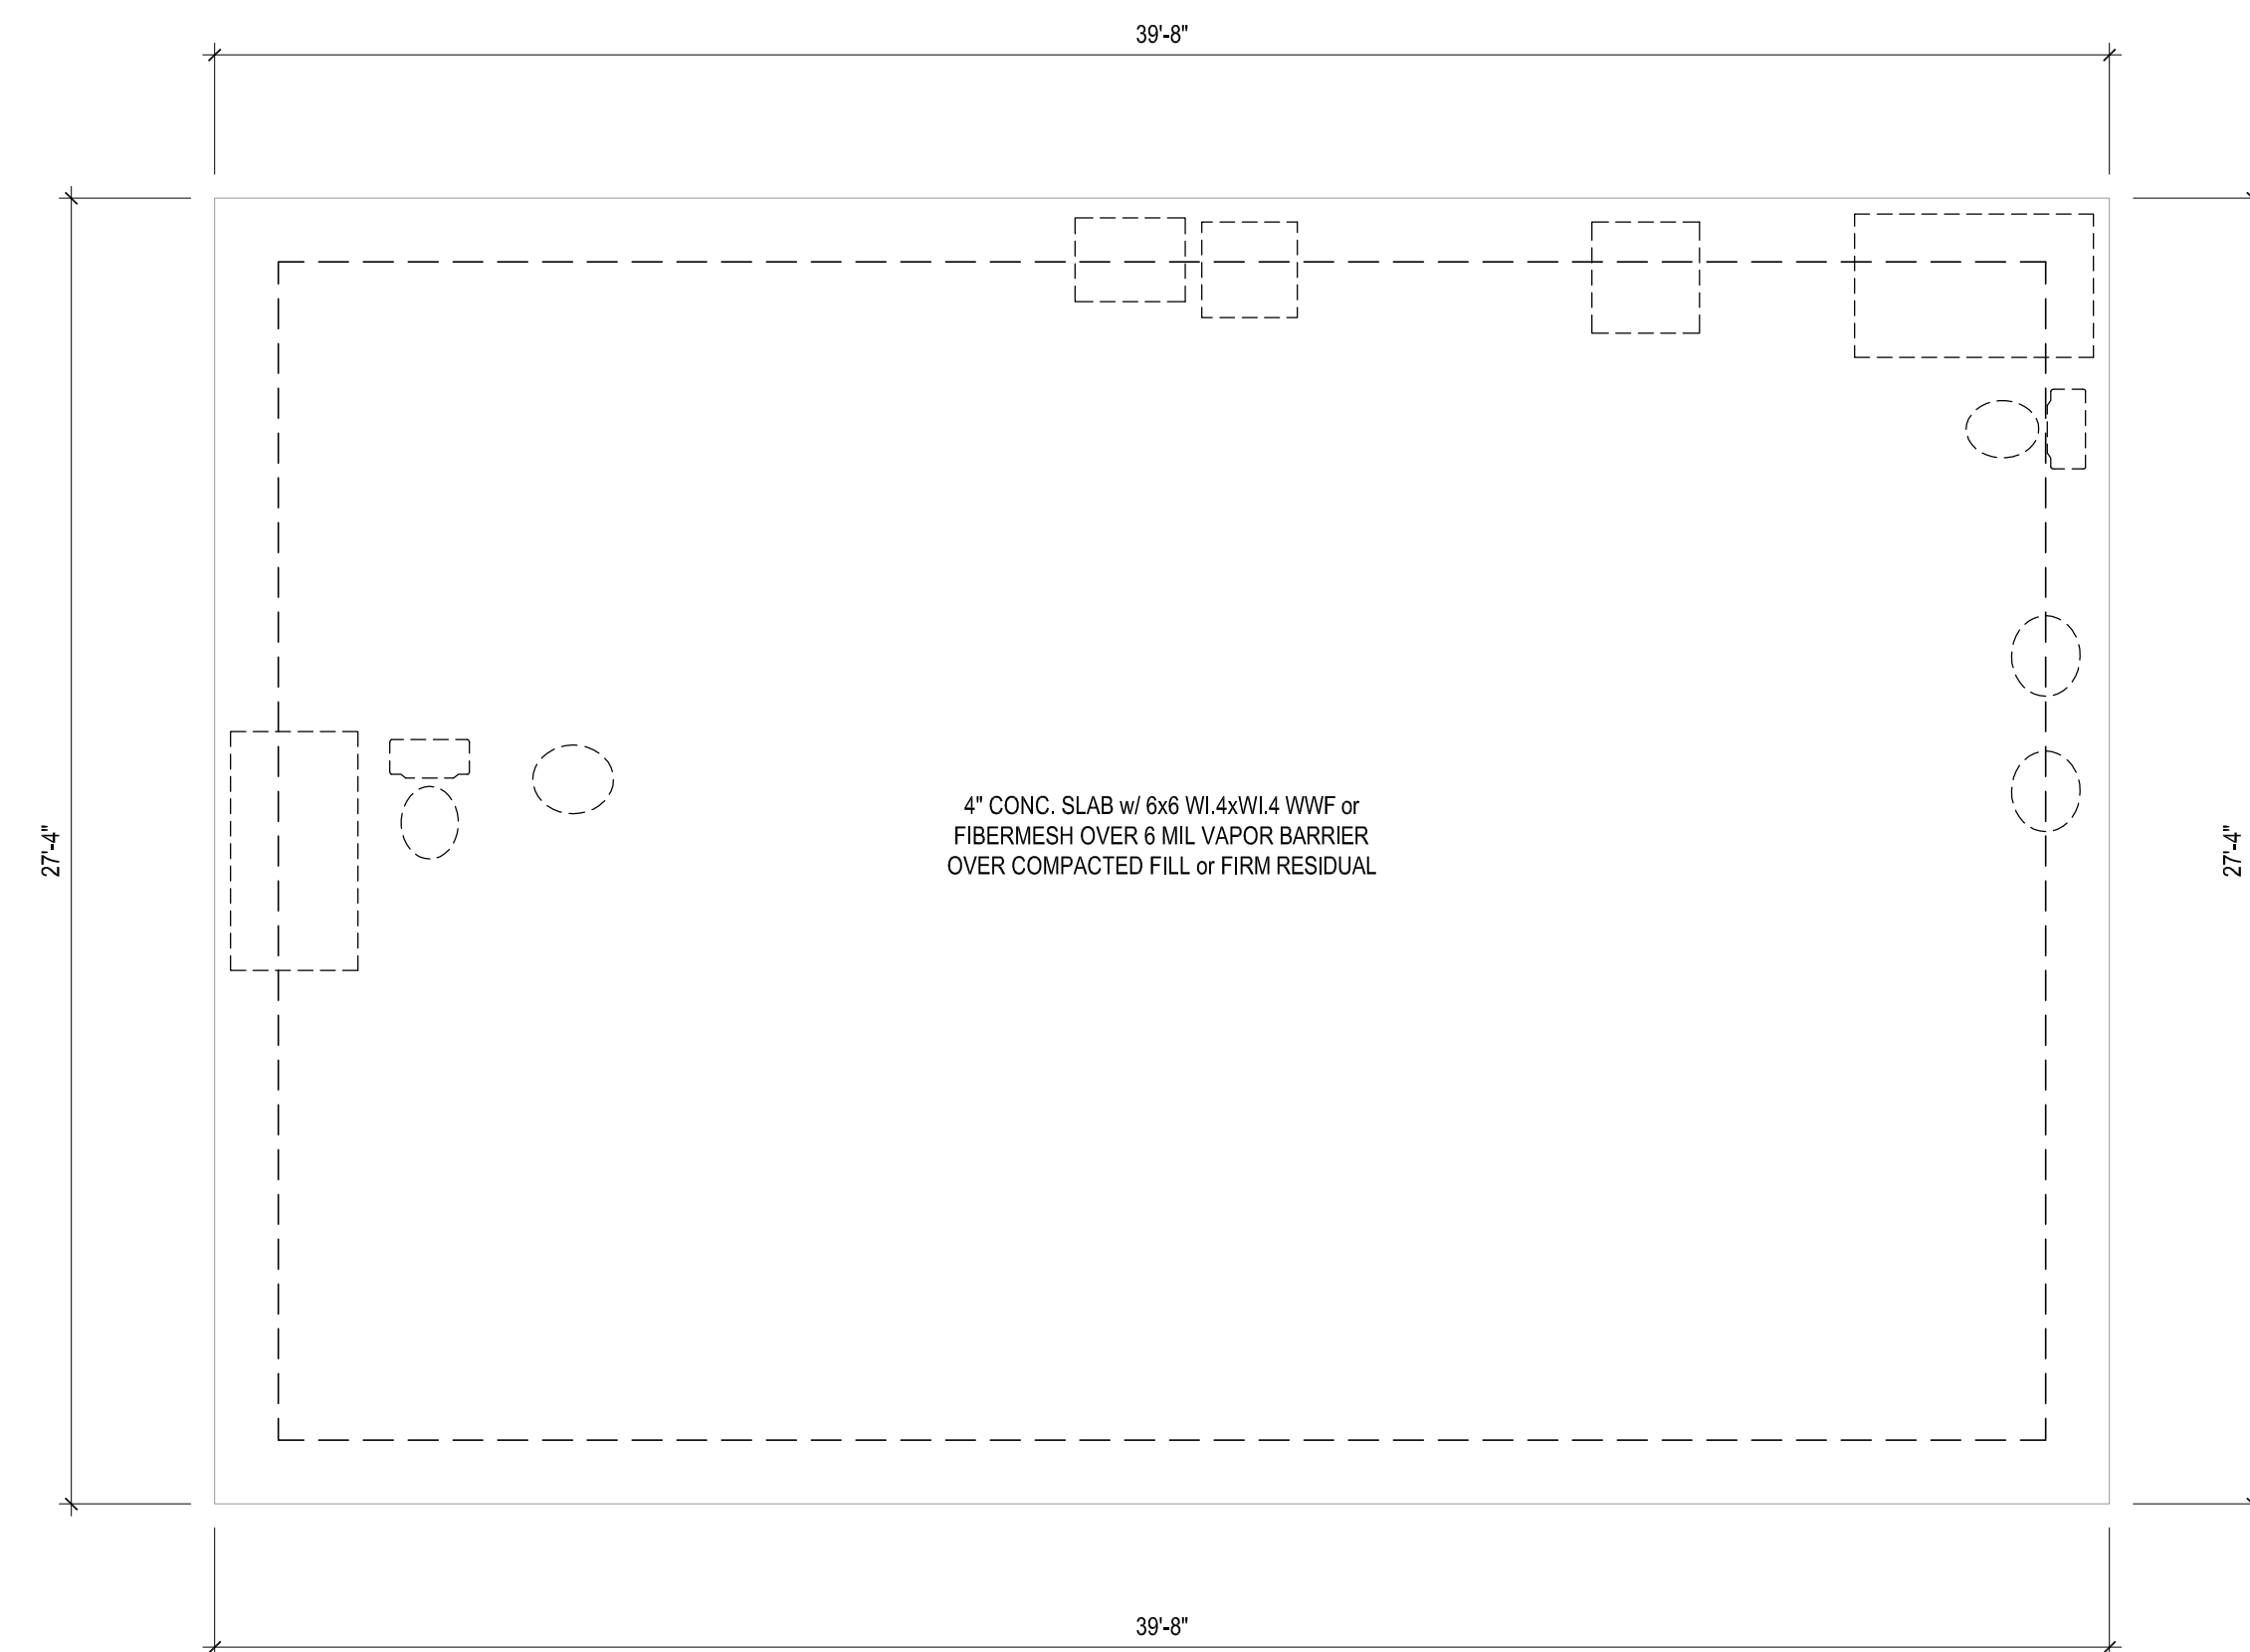 39'-8"
27'-4"
4" CONC. SLAB w/ 6x6 WI.4xWI.4 WWF or
FIBERMESH OVER 6 MIL VAPOR BARRIER
OVER COMPACTED FILL or FIRM RESIDUAL
27'-4"
39'-8"